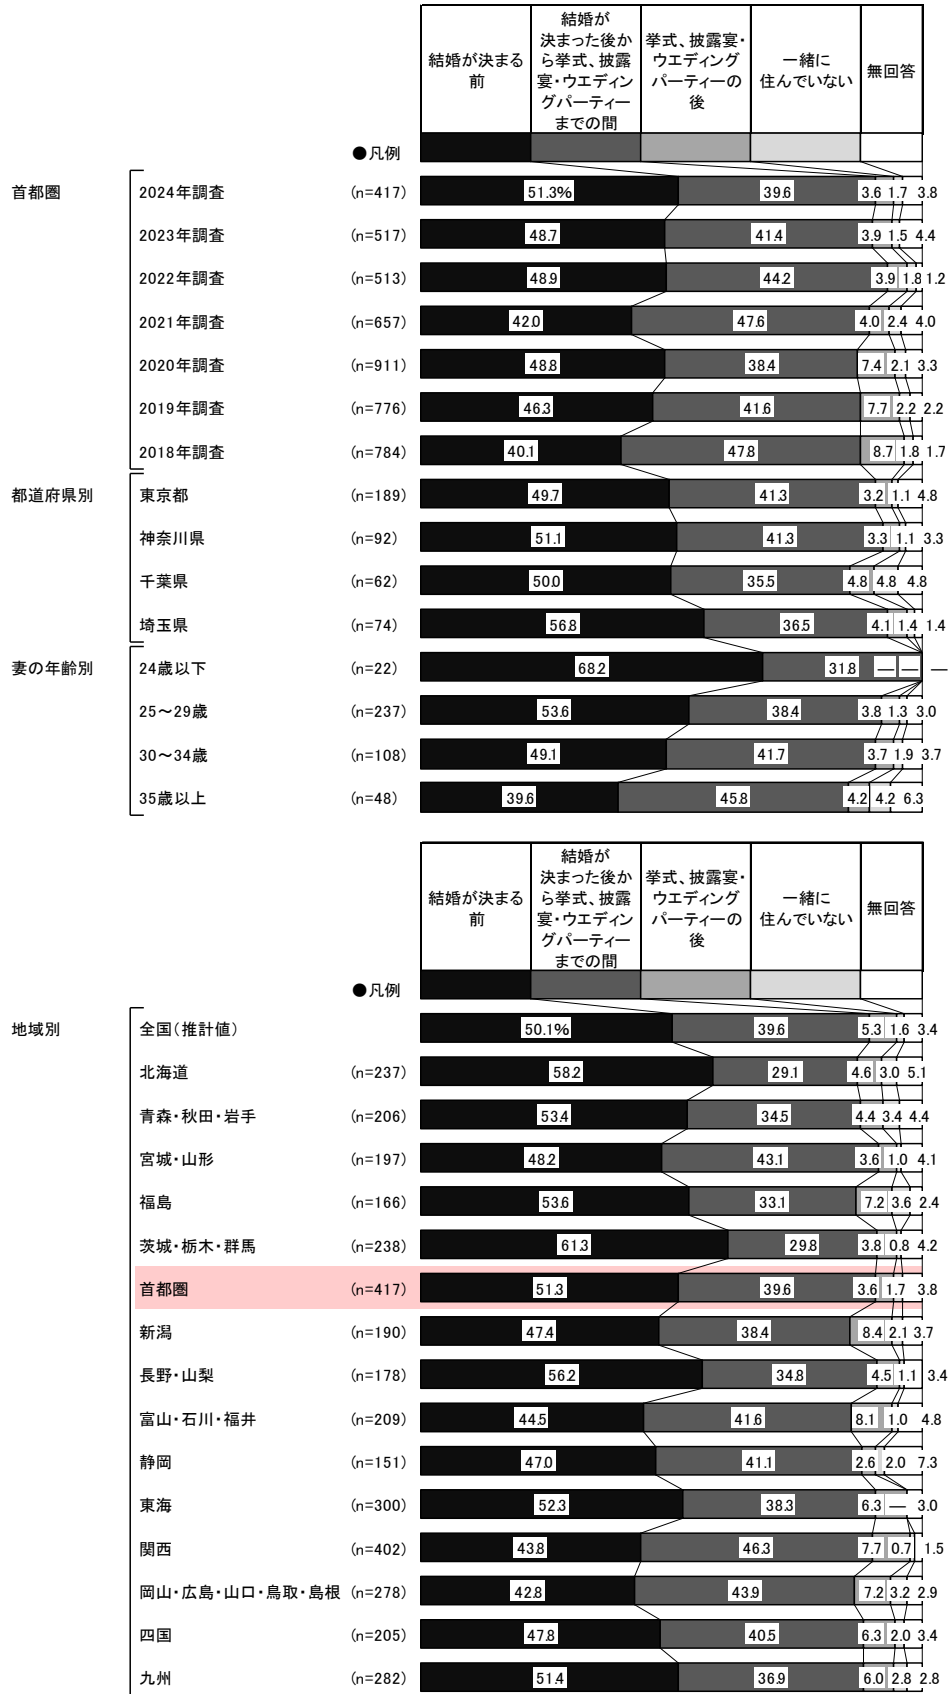 結婚が決まる
前
結婚が
決まった後か
ら挙式、披露
宴・ウエディン
グパーティー
までの間
挙式、披露宴・
ウエディング
パーティーの
後
一緒に
住んでいない
無回答
●凡例
首都圏
2024年調査 (n=417) 51.3% 39.6 3.6 1.7 3.8
2023年調査 (n=517) 48.7 41.4 3.9 1.5 4.4
2022年調査 (n=513) 48.9 44.2 3.9 1.8 1.2
2021年調査 (n=657) 42.0 47.6 4.0 2.4 4.0
2020年調査 (n=911) 48.8 38.4 7.4 2.1 3.3
2019年調査 (n=776) 46.3 41.6 7.7 2.2 2.2
2018年調査 (n=784) 40.1 47.8 8.7 1.8 1.7
都道府県別
東京都 (n=189) 49.7 41.3 3.2 1.1 4.8
神奈川県 (n=92) 51.1 41.3 3.3 1.1 3.3
千葉県 (n=62) 50.0 35.5 4.8 4.8 4.8
埼玉県 (n=74) 56.8 36.5 4.1 1.4 1.4
妻の年齢別
24歳以下 (n=22) 68.2 31.8 — — —
25～29歳 (n=237) 53.6 38.4 3.8 1.3 3.0
30～34歳 (n=108) 49.1 41.7 3.7 1.9 3.7
35歳以上 (n=48) 39.6 45.8 4.2 4.2 6.3
結婚が決まる
前
結婚が
決まった後か
ら挙式、披露
宴・ウエディン
グパーティー
までの間
挙式、披露宴・
ウエディング
パーティーの
後
一緒に
住んでいない
無回答
●凡例
地域別
全国（推計値） 50.1% 39.6 5.3 1.6 3.4
北海道 (n=237) 58.2 29.1 4.6 3.0 5.1
青森・秋田・岩手 (n=206) 53.4 34.5 4.4 3.4 4.4
宮城・山形 (n=197) 48.2 43.1 3.6 1.0 4.1
福島 (n=166) 53.6 33.1 7.2 3.6 2.4
茨城・栃木・群馬 (n=238) 61.3 29.8 3.8 0.8 4.2
首都圏 (n=417) 51.3 39.6 3.6 1.7 3.8
新潟 (n=190) 47.4 38.4 8.4 2.1 3.7
長野・山梨 (n=178) 56.2 34.8 4.5 1.1 3.4
富山・石川・福井 (n=209) 44.5 41.6 8.1 1.0 4.8
静岡 (n=151) 47.0 41.1 2.6 2.0 7.3
東海 (n=300) 52.3 38.3 6.3 — 3.0
関西 (n=402) 43.8 46.3 7.7 0.7 1.5
岡山・広島・山口・鳥取・島根 (n=278) 42.8 43.9 7.2 3.2 2.9
四国 (n=205) 47.8 40.5 6.3 2.0 3.4
九州 (n=282) 51.4 36.9 6.0 2.8 2.8